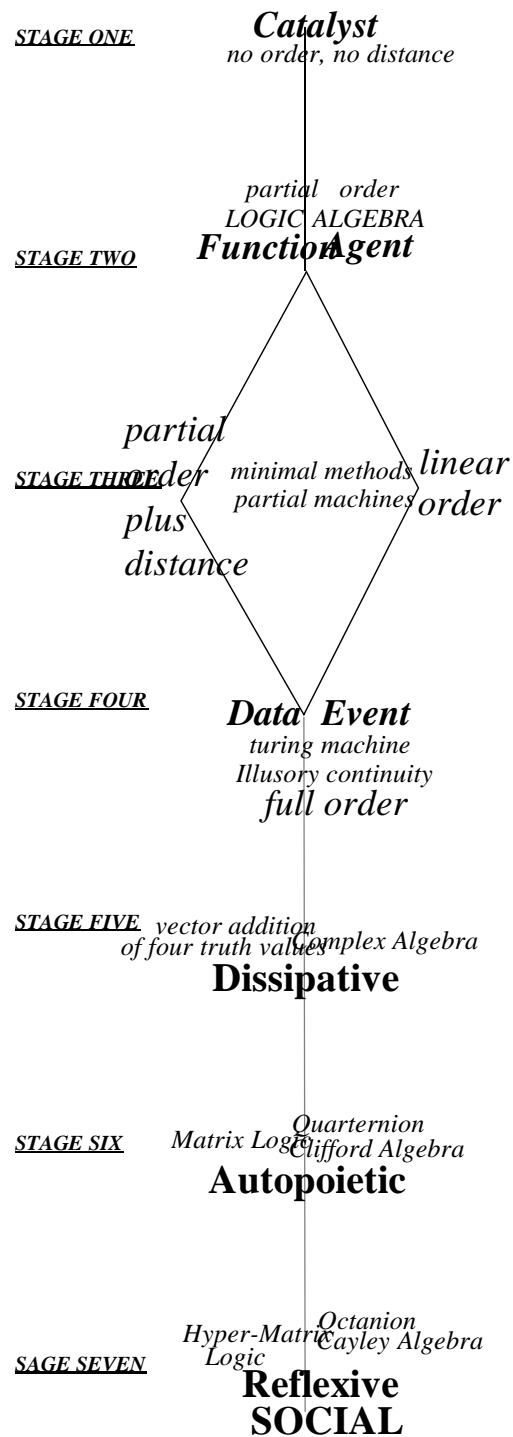 STAGE ONE
Catalyst
no order, no distance
partial order
LOGIC ALGEBRA
STAGE TWO
Function Agent
partial
order
plus
distance
STAGE THREE
minimal methods
partial machines
linear
order
STAGE FOUR
Data Event
turing machine
Illusory continuity
full order
STAGE FIVE
vector addition
of four truth values
Complex Algebra
Dissipative
STAGE SIX
Matrix Logic
Quarternion
Clifford Algebra
Autopoietic
SAGE SEVEN
Hyper-Matrix
Logic
Octanion
Cayley Algebra
Reflexive
SOCIAL